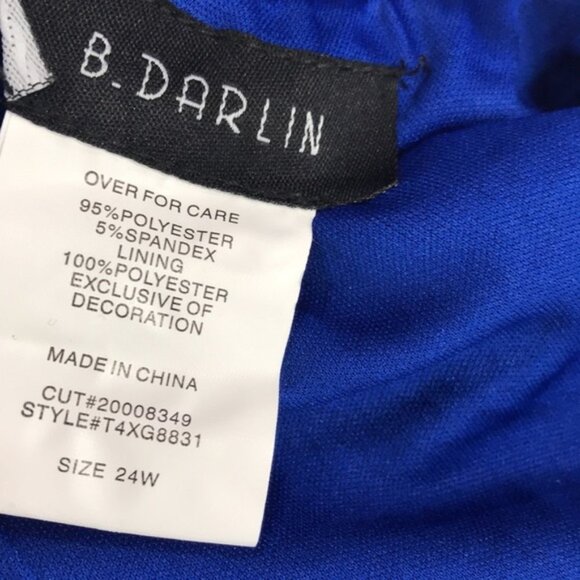 B.DARLIN
OVER FOR CARE
95%POLYESTER
5%SPANDEX
LINING
100%POLYESTER
EXCLUSIVE OF
DECORATION
MADE IN CHINA
CUT#20008349
STYLE#T4XG8831
SIZE 24W